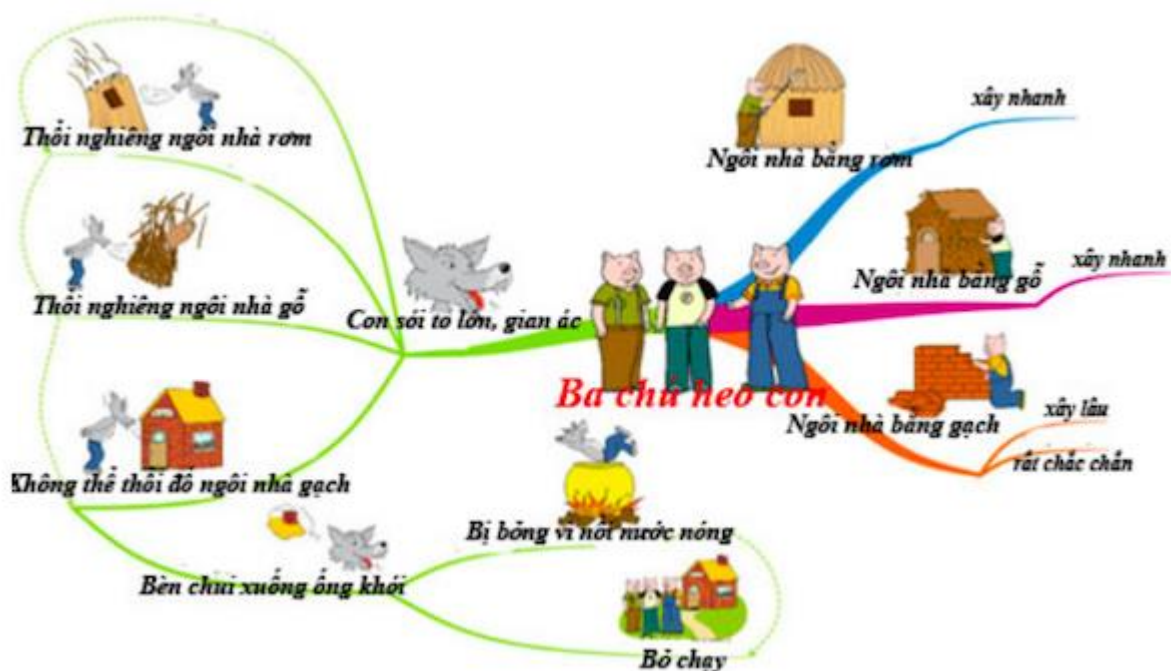 Thổi nghiêng ngôi nhà rơm
Thổi nghiêng ngôi nhà gỗ
Không thể thổi đổ ngôi nhà gạch
Bèn chui xuống ống khói
Bị bỏng vì nồi nước nóng
Bỏ chạy
Con sói to lớn, gian ác
Ba chú heo con
Ngôi nhà bằng rơm
xây nhanh
Ngôi nhà bằng gỗ
xây nhanh
Ngôi nhà bằng gạch
xây lâu
rất chắc chắn